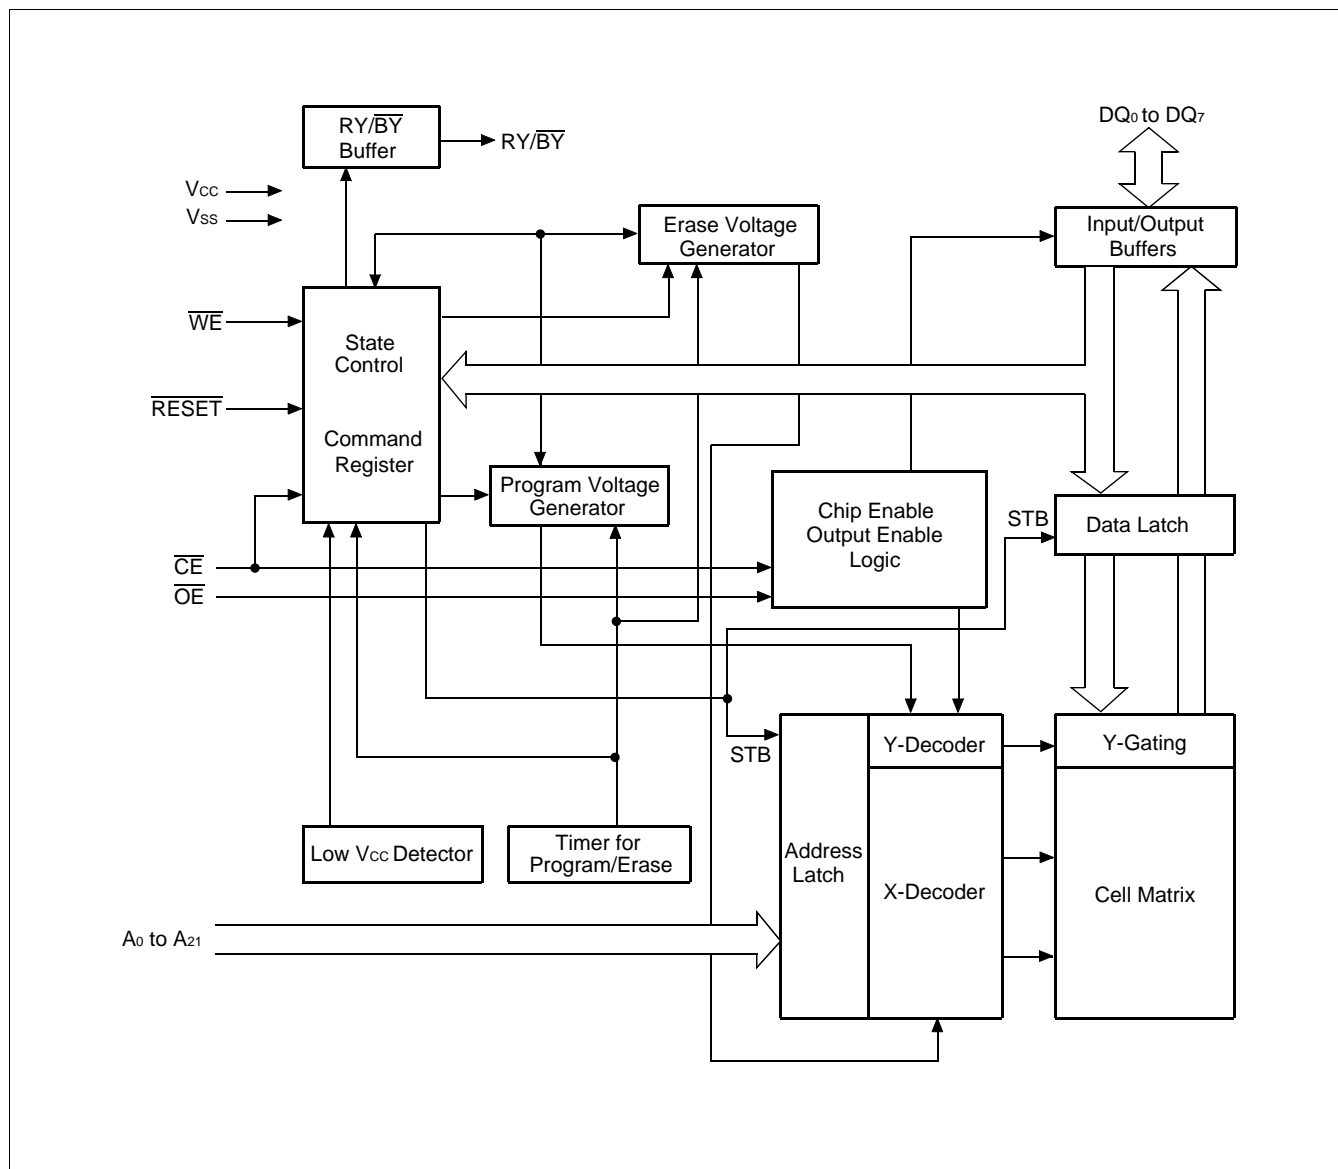 RY/BY
Buffer
RY/BY
DQ0 to DQ7
VCC
VSS
Erase Voltage
Generator
Input/Output
Buffers
WE
State
Control
RESET
Command
Register
Program Voltage
Generator
Chip Enable
Output Enable
Logic
STB
Data Latch
CE
OE
STB
Y-Decoder
Y-Gating
Low VCC Detector
Timer for
Program/Erase
Address
Latch
X-Decoder
Cell Matrix
A0 to A21